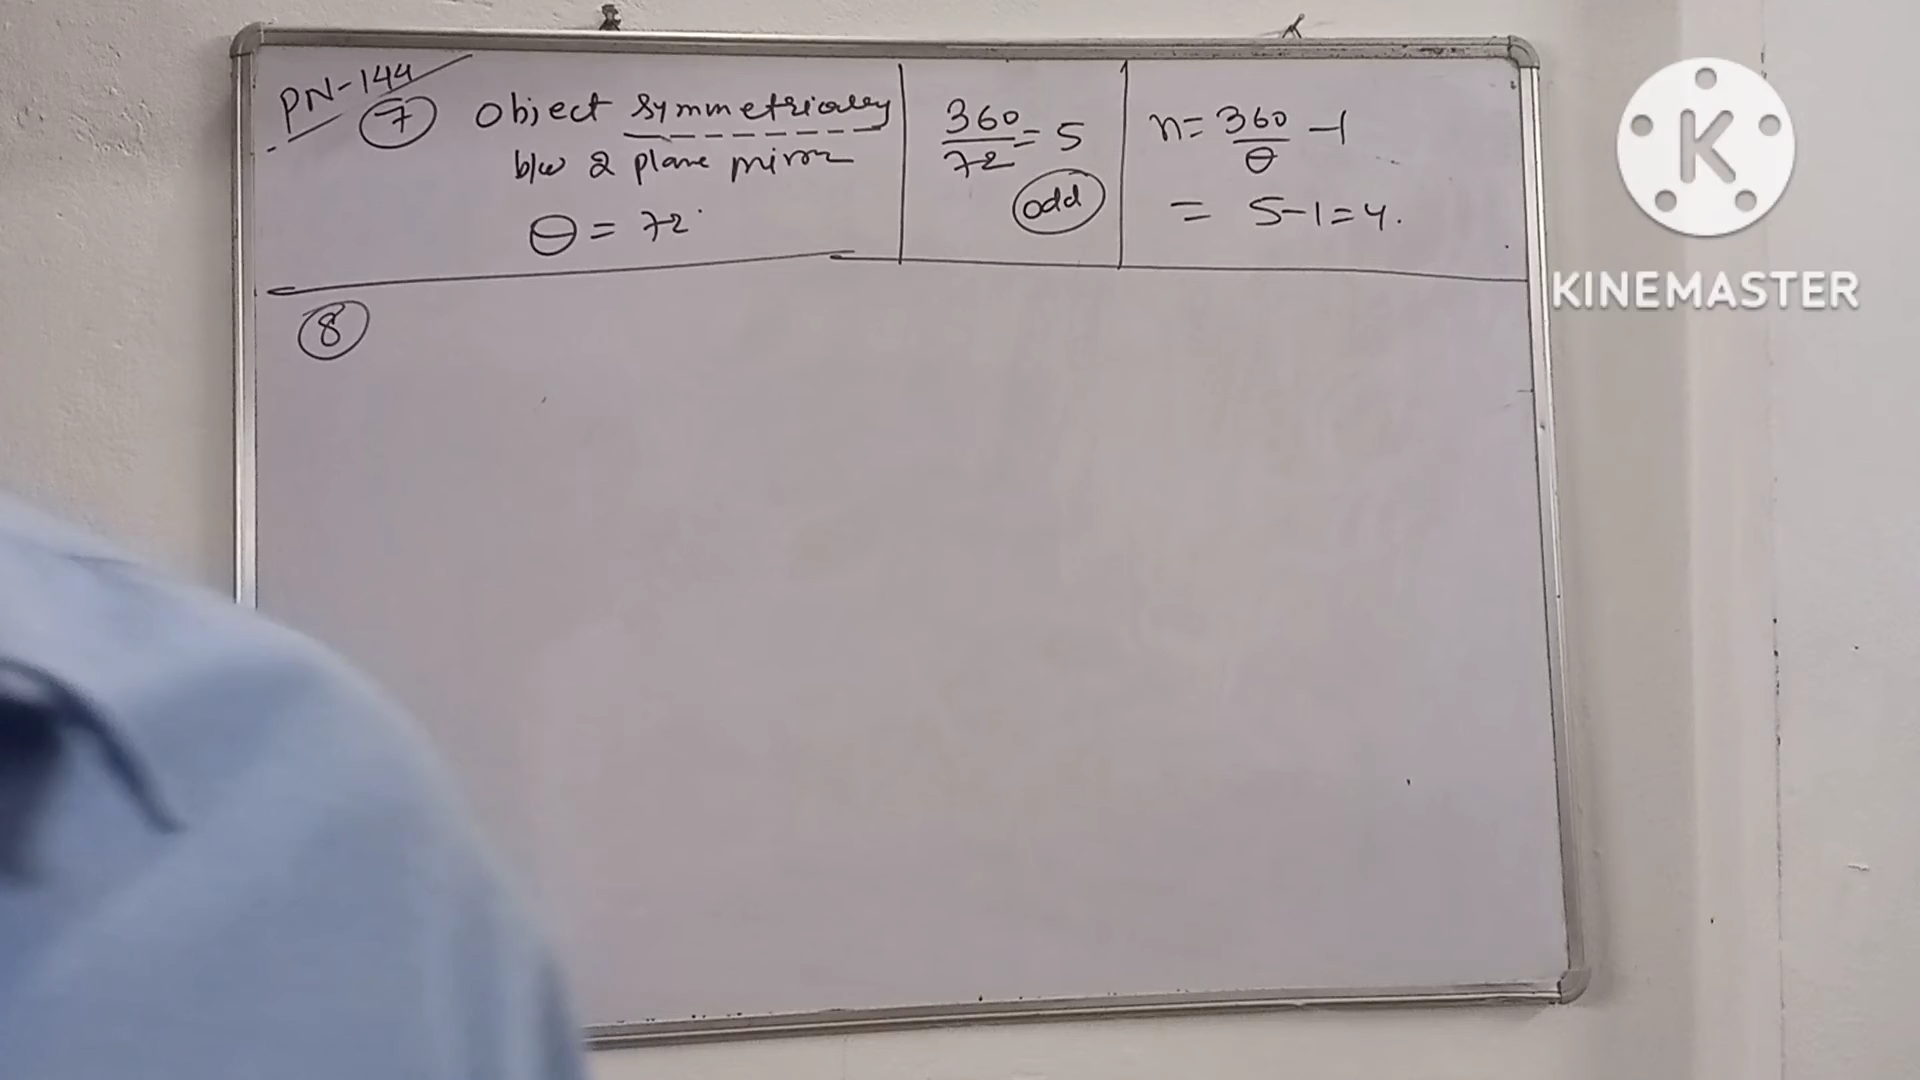 PN-144
7 Object symmetrically
b/w 2 plane mirror
θ = 72°
360/72 = 5
odd
n = 360/θ - 1
= 5-1=4.
8
K
KINEMASTER